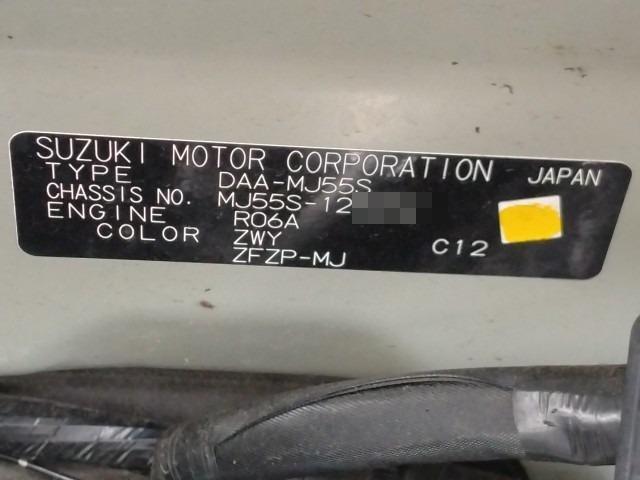 SUZUKI MOTOR CORPORATION JAPAN
TYPE DAA-MJ55S
CHASSIS NO. MJ55S-12
ENGINE R06A
COLOR ZWY C12
ZFZP-MJ